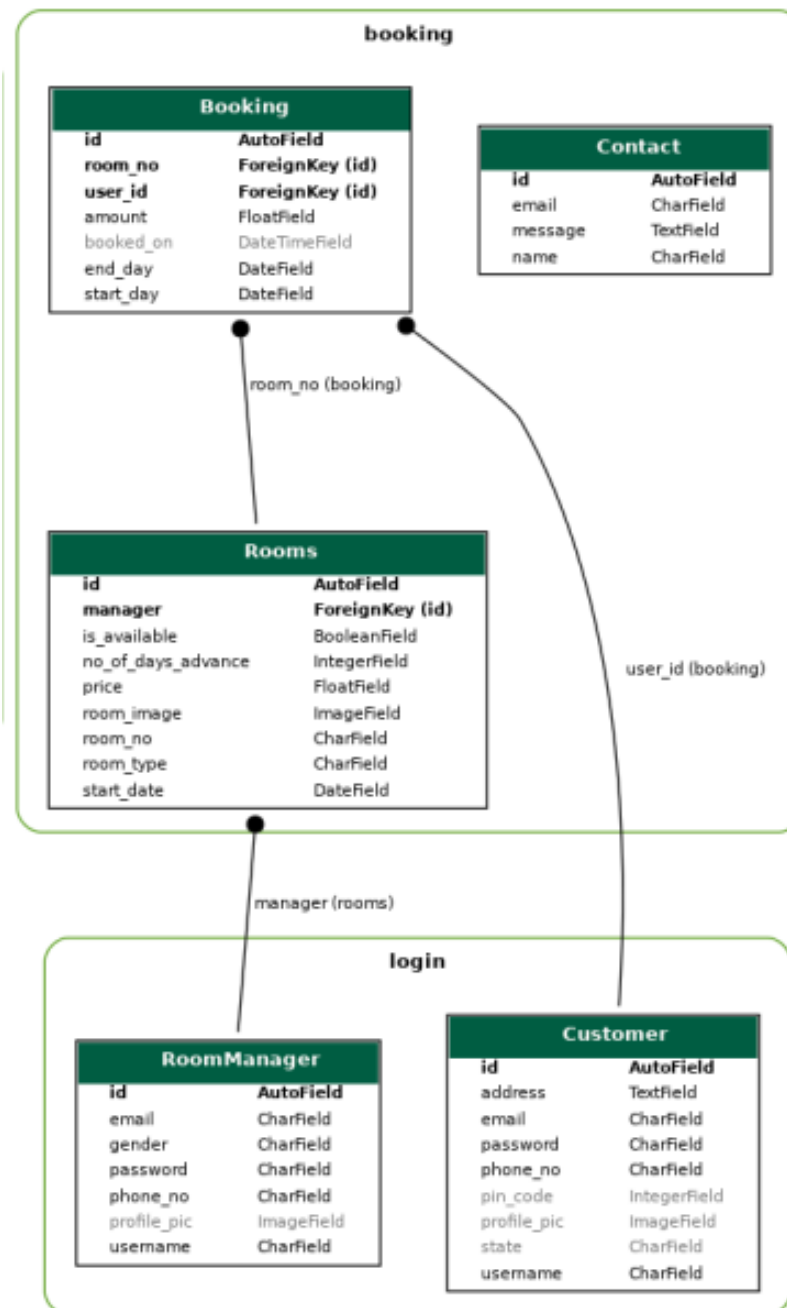 booking
Booking
id AutoField
room_no ForeignKey (id)
user_id ForeignKey (id)
amount FloatField
booked_on DateTimeField
end_day DateField
start_day DateField
Contact
id AutoField
email CharField
message TextField
name CharField
room_no (booking)
Rooms
id AutoField
manager ForeignKey (id)
is_available BooleanField
no_of_days_advance IntegerField
price FloatField
room_image ImageField
room_no CharField
room_type CharField
start_date DateField
user_id (booking)
manager (rooms)
login
RoomManager
id AutoField
email CharField
gender CharField
password CharField
phone_no CharField
profile_pic ImageField
username CharField
Customer
id AutoField
address TextField
email CharField
password CharField
phone_no CharField
pin_code IntegerField
profile_pic ImageField
state CharField
username CharField